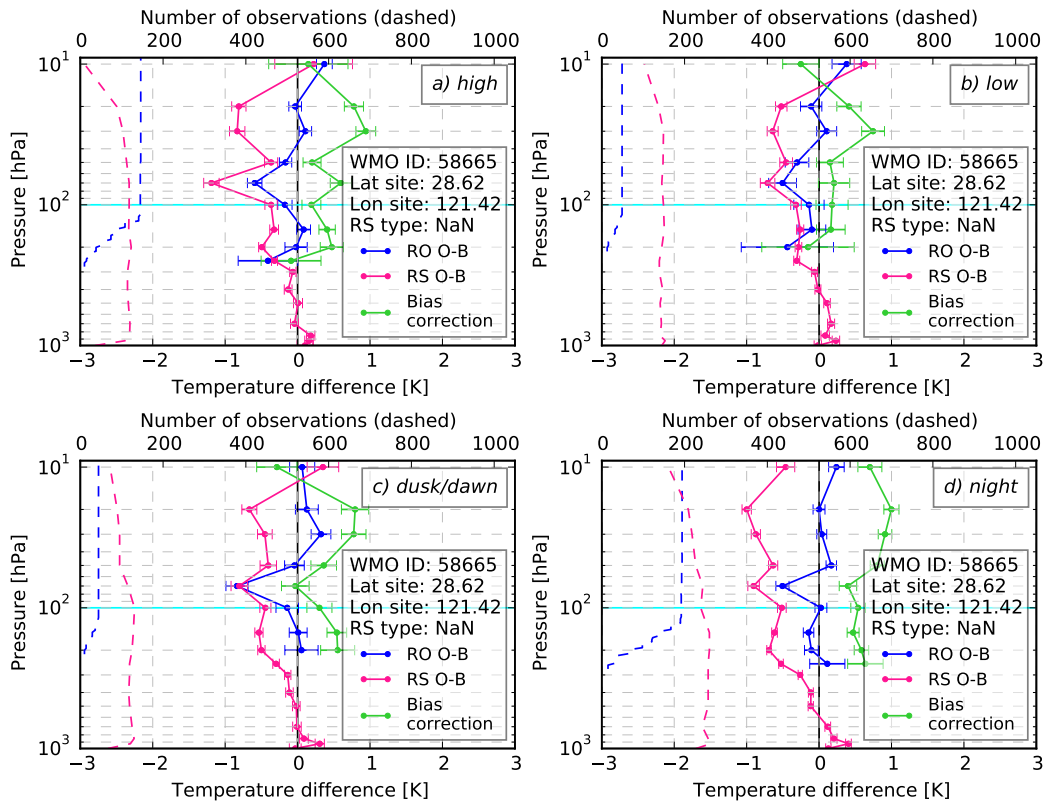 Number of observations (dashed)
0 200 400 600 800 1000
a) high
10¹
10²
10³
Pressure [hPa]
WMO ID: 58665
Lat site: 28.62
Lon site: 121.42
RS type: NaN
RO O-B
RS O-B
Bias
correction
−3 −2 −1 0 1 2 3
Temperature difference [K]
Number of observations (dashed)
0 200 400 600 800 1000
b) low
10¹
10²
10³
Pressure [hPa]
WMO ID: 58665
Lat site: 28.62
Lon site: 121.42
RS type: NaN
RO O-B
RS O-B
Bias
correction
−3 −2 −1 0 1 2 3
Temperature difference [K]
Number of observations (dashed)
0 200 400 600 800 1000
c) dusk/dawn
10¹
10²
10³
Pressure [hPa]
WMO ID: 58665
Lat site: 28.62
Lon site: 121.42
RS type: NaN
RO O-B
RS O-B
Bias
correction
−3 −2 −1 0 1 2 3
Temperature difference [K]
Number of observations (dashed)
0 200 400 600 800 1000
d) night
10¹
10²
10³
Pressure [hPa]
WMO ID: 58665
Lat site: 28.62
Lon site: 121.42
RS type: NaN
RO O-B
RS O-B
Bias
correction
−3 −2 −1 0 1 2 3
Temperature difference [K]